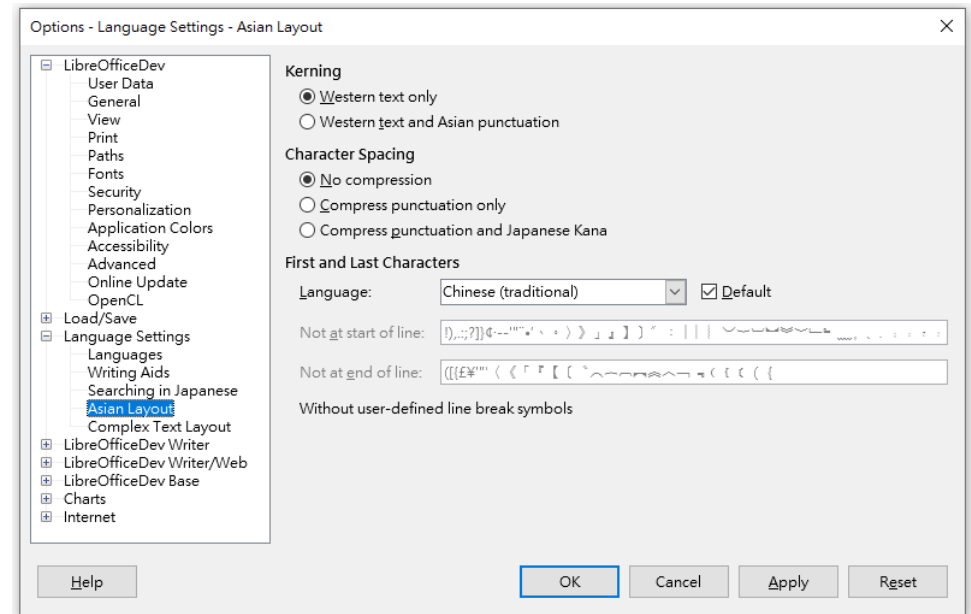 Options - Language Settings - Asian Layout
LibreOfficeDev
User Data
General
View
Print
Paths
Fonts
Security
Personalization
Application Colors
Accessibility
Advanced
Online Update
OpenCL
Load/Save
Language Settings
Languages
Writing Aids
Searching in Japanese
Asian Layout
Complex Text Layout
LibreOfficeDev Writer
LibreOfficeDev Writer/Web
LibreOfficeDev Base
Charts
Internet
Kerning
Western text only
Western text and Asian punctuation
Character Spacing
No compression
Compress punctuation only
Compress punctuation and Japanese Kana
First and Last Characters
Language:
Chinese (traditional)
Default
Not at start of line:
Not at end of line:
Without user-defined line break symbols
Help
OK
Cancel
Apply
Reset